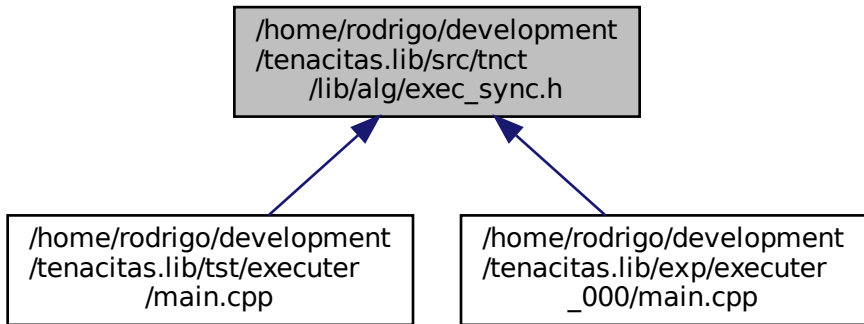 /home/rodrigo/development
/tenacitas.lib/src/tnct
/lib/alg/exec_sync.h
/home/rodrigo/development
/tenacitas.lib/tst/executer
/main.cpp
/home/rodrigo/development
/tenacitas.lib/exp/executer
_000/main.cpp